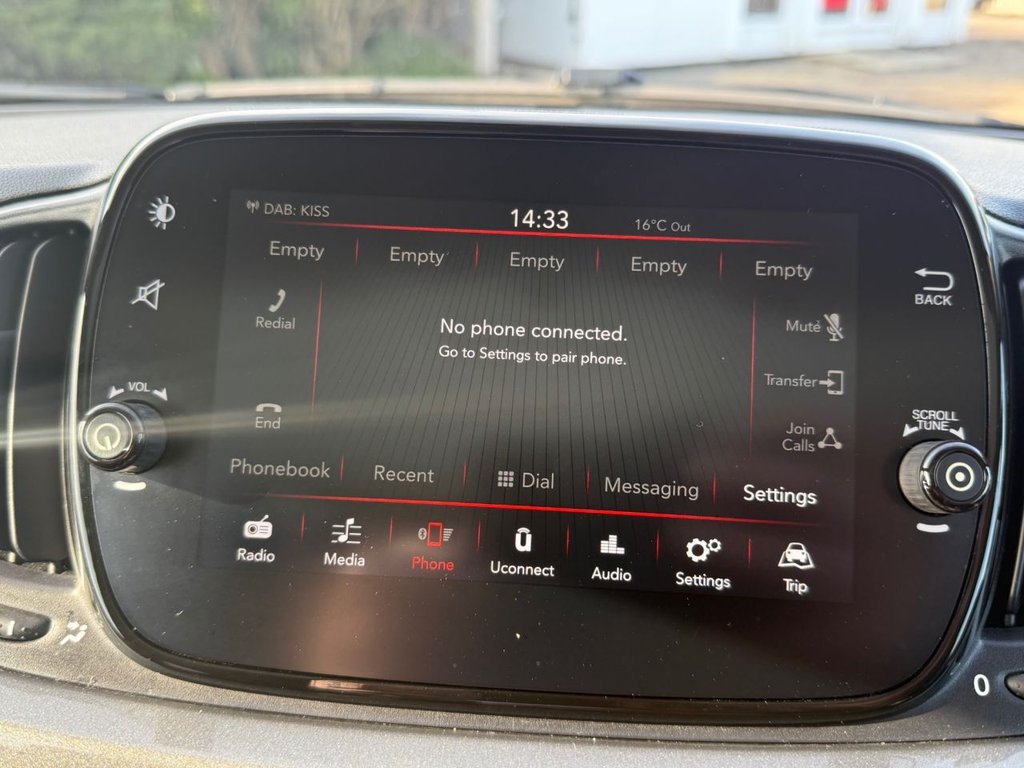 DAB: KISS
14:33
16°C Out
Empty
Empty
Empty
Empty
Empty
BACK
Redial
No phone connected.
Go to Settings to pair phone.
Mute
Transfer
VOL
End
Join
Calls
SCROLL
TUNE
Phonebook
Recent
Dial
Messaging
Settings
Radio
Media
Phone
Uconnect
Audio
Settings
Trip
0